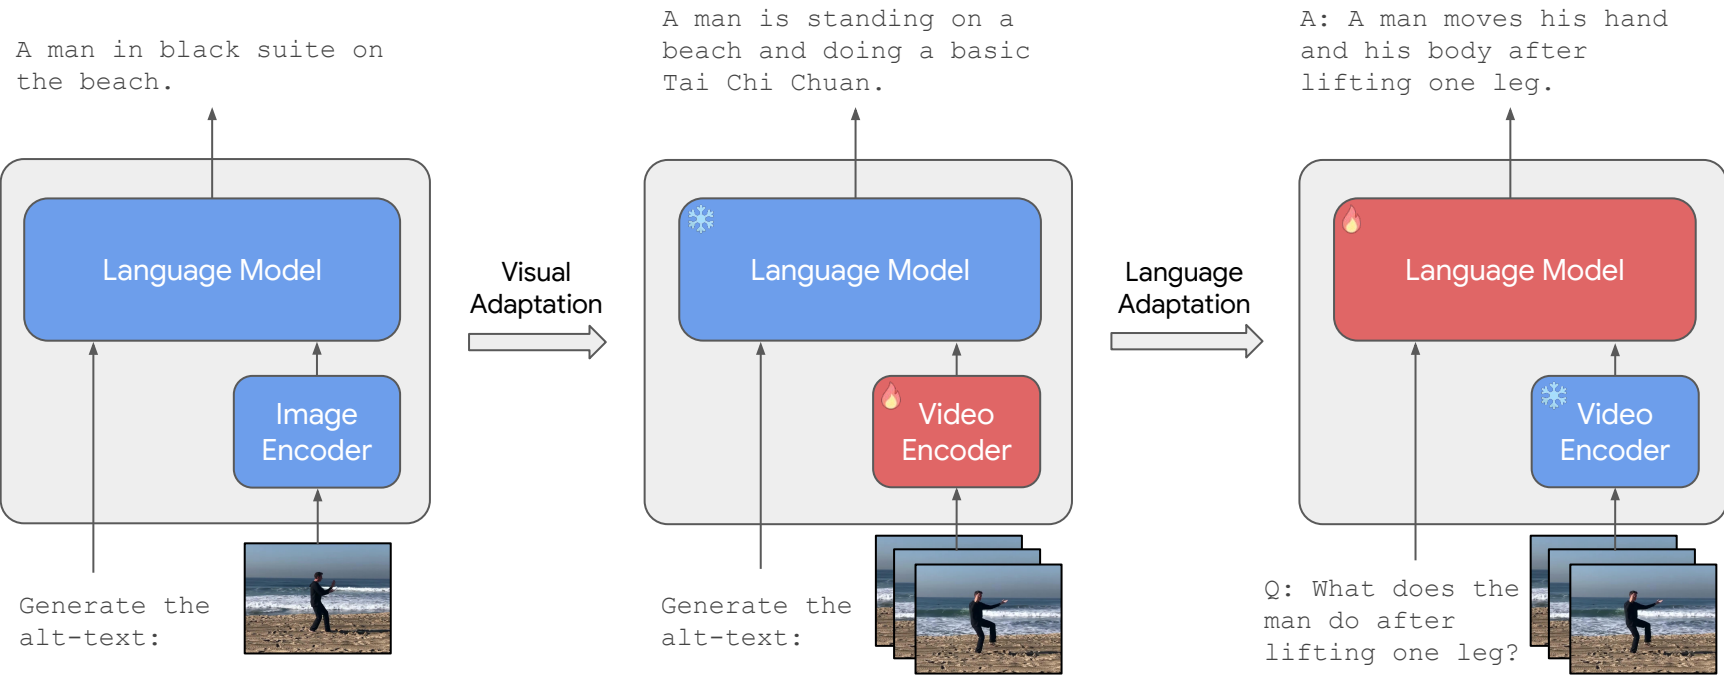 A man in black suite on
the beach.
Language Model
Image
Encoder
Generate the
alt-text:
Visual
Adaptation
A man is standing on a
beach and doing a basic
Tai Chi Chuan.
Language Model
Video
Encoder
Generate the
alt-text:
Language
Adaptation
A: A man moves his hand
and his body after
lifting one leg.
Language Model
Video
Encoder
Q: What does the
man do after
lifting one leg?